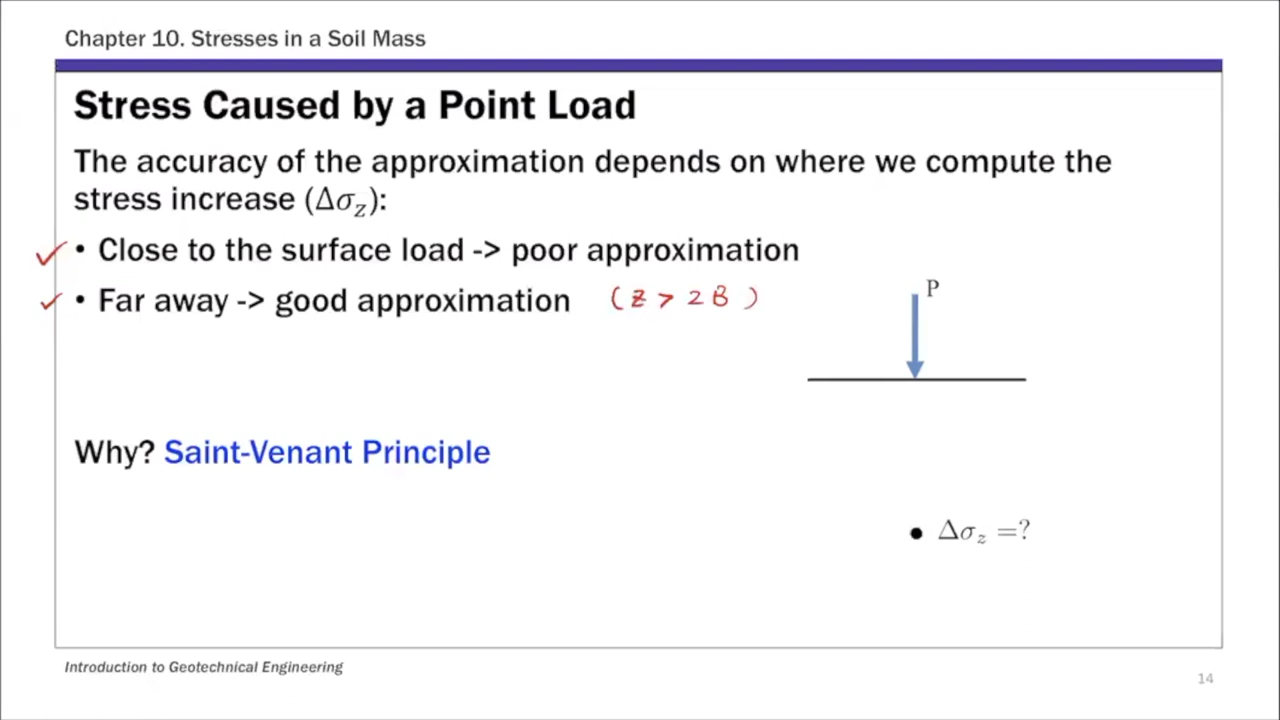 Chapter 10. Stresses in a Soil Mass
Stress Caused by a Point Load
The accuracy of the approximation depends on where we compute the
stress increase (Δσz):
• Close to the surface load -> poor approximation
• Far away -> good approximation (z > 2B)
P
Why? Saint-Venant Principle
Δσz =?
Introduction to Geotechnical Engineering
14